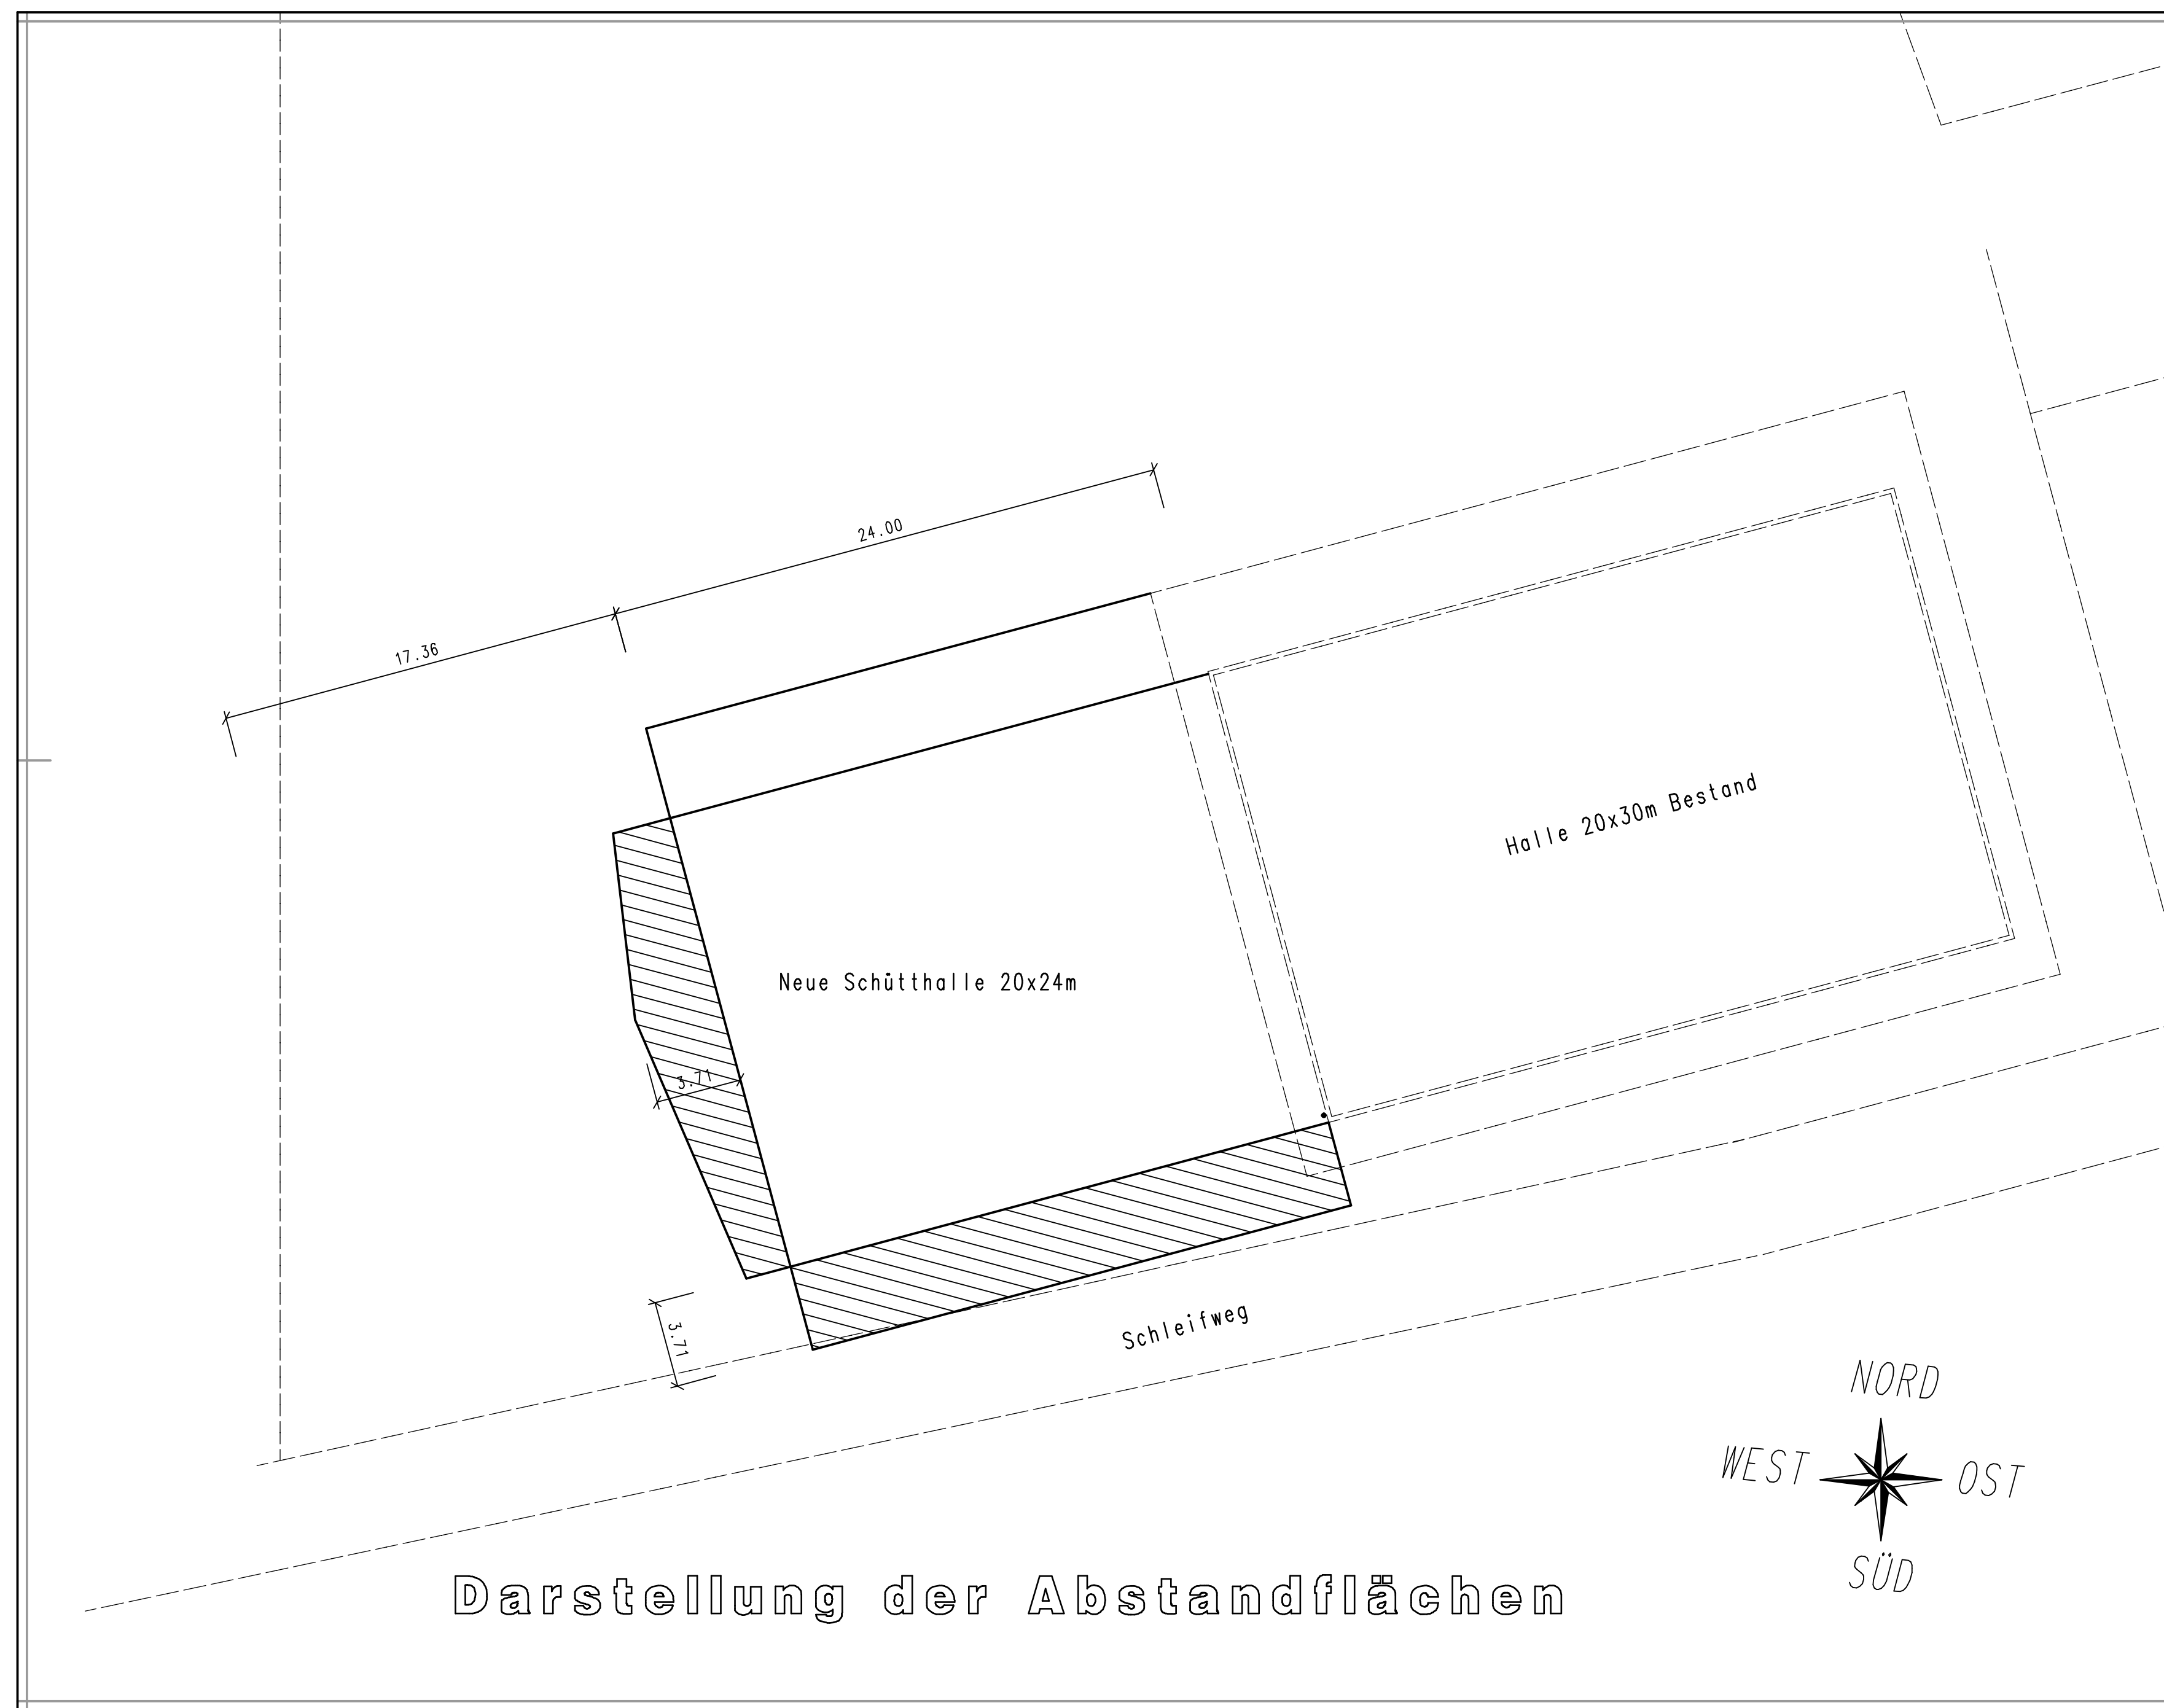 24.00
17.36
Halle 20x30m Bestand
Neue Schütthalle 20x24m
3.71
3.71
Schleifweg
NORD
WEST
OST
SÜD
Darstellung der Abstandflächen